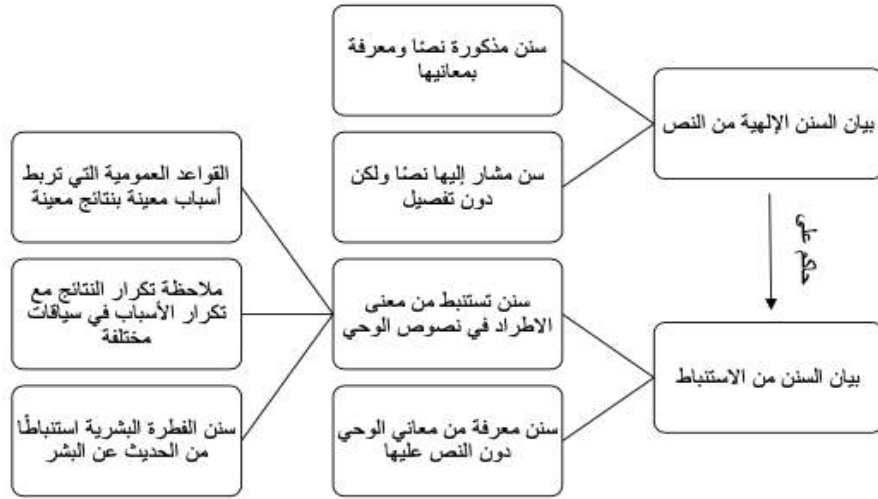 بيان السنن الإلهية من النص
سنن مذكورة نصًا ومعرفة
بمعانيها
سن مشار إليها نصًا ولكن
دون تفصيل
حاكم على
بيان السنن من الاستنباط
سنن تستنبط من معنى
الاطراد في نصوص الوحي
القواعد العمومية التي تربط
أسباب معينة بنتائج معينة
ملاحظة تكرار النتائج مع
تكرار الأسباب في سياقات
مختلفة
سنن الفطرة البشرية استنباطًا
من الحديث عن البشر
سنن معرفة من معاني الوحي
دون النص عليها